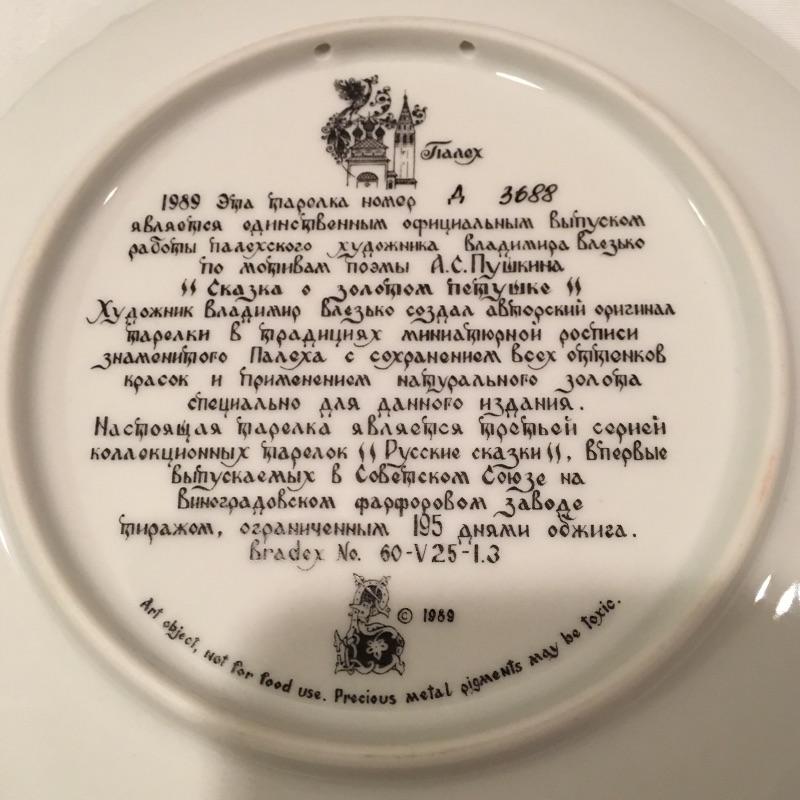 Палех
1989 Эта тарелка номер Д 3688
является единственным официальным выпуском
работы палехского художника Владимира Влезько
по мотивам поэмы А.С.Пушкина
"Сказка о золотом петушке"
Художник Владимир Влезько создал авторский оригинал
тарелки в традициях миниатюрной росписи
знаменитого Палеха с сохранением всех оттенков
красок и применением натурального золота
специально для данного издания.
Настоящая тарелка является третьей серией
коллекционных тарелок "Русские сказки", впервые
выпускаемых в Советском Союзе на
Виноградовском фарфоровом заводе
тиражом, ограниченным 195 днями обжига.
Bradex No. 60-V25-1.3
© 1989
Art object, not for food use. Precious metal pigments may be toxic.